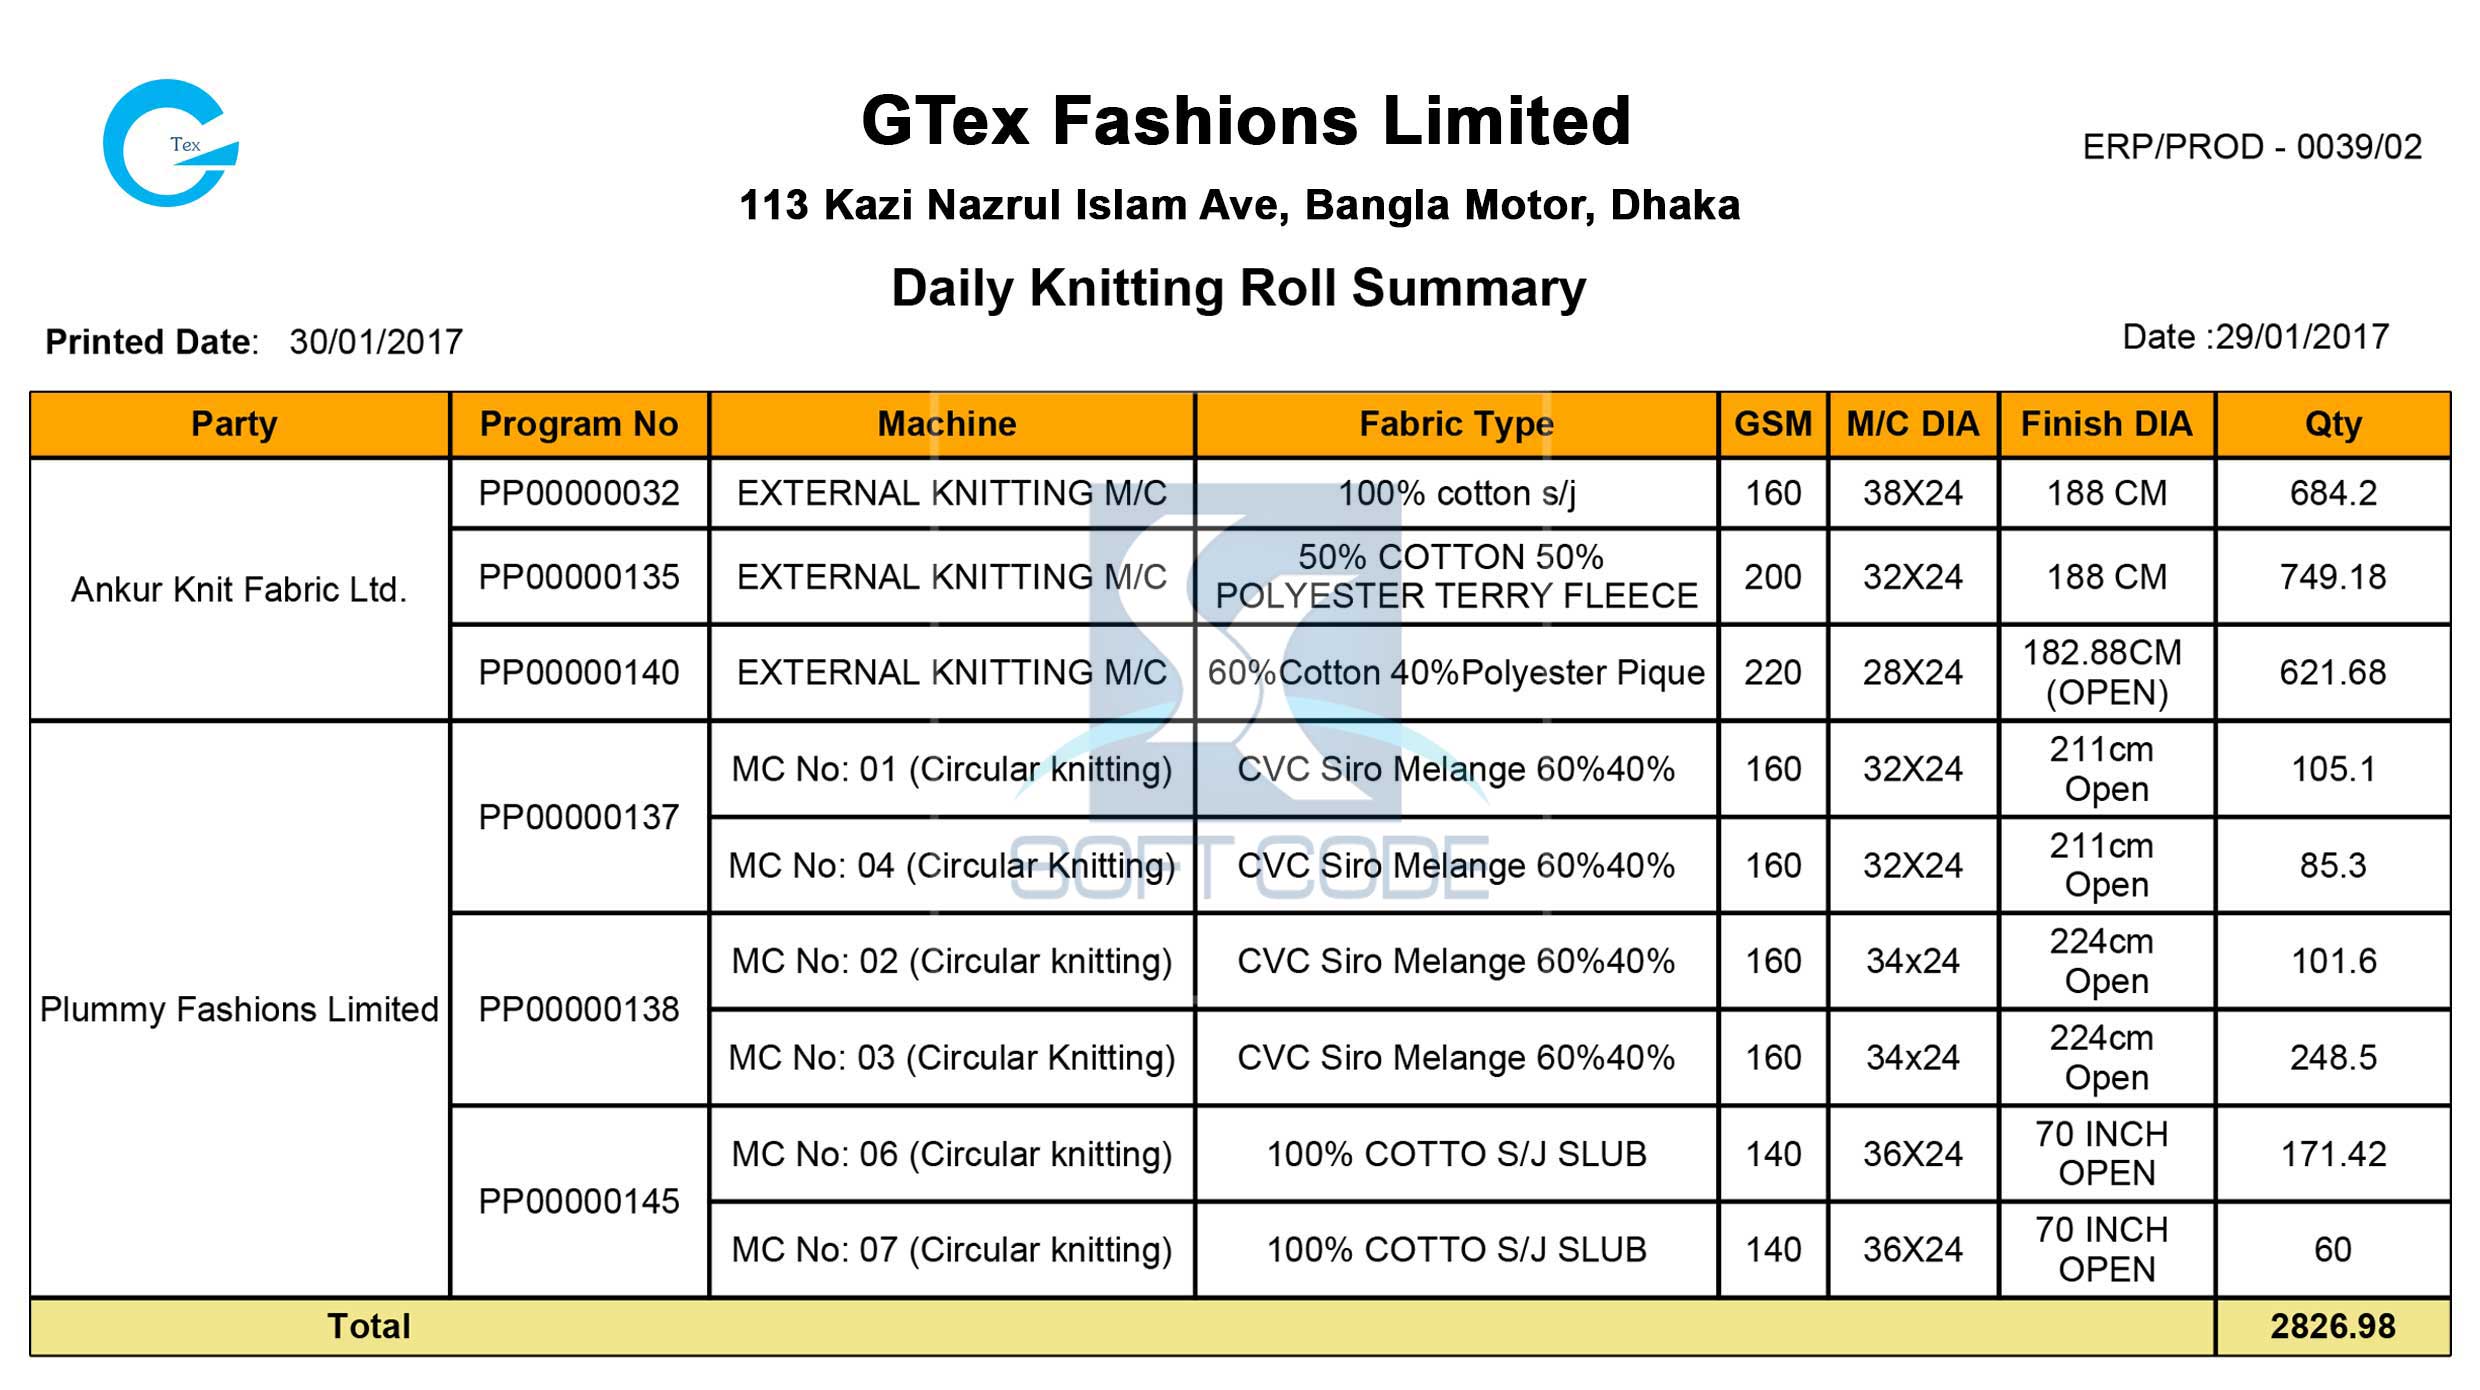 Tex
GTex Fashions Limited
ERP/PROD - 0039/02
113 Kazi Nazrul Islam Ave, Bangla Motor, Dhaka
Daily Knitting Roll Summary
Printed Date: 30/01/2017
Date :29/01/2017
Party Program No Machine Fabric Type GSM M/C DIA Finish DIA Qty
Ankur Knit Fabric Ltd.
PP00000032 EXTERNAL KNITTING M/C 100% cotton s/j 160 38X24 188 CM 684.2
PP00000135 EXTERNAL KNITTING M/C 50% COTTON 50%
POLYESTER TERRY FLEECE 200 32X24 188 CM 749.18
PP00000140 EXTERNAL KNITTING M/C 60%Cotton 40%Polyester Pique 220 28X24 182.88CM
(OPEN) 621.68
Plummy Fashions Limited
PP00000137 MC No: 01 (Circular knitting) CVC Siro Melange 60%40% 160 32X24 211cm
Open 105.1
MC No: 04 (Circular Knitting) CVC Siro Melange 60%40% 160 32X24 211cm
Open 85.3
PP00000138 MC No: 02 (Circular knitting) CVC Siro Melange 60%40% 160 34x24 224cm
Open 101.6
MC No: 03 (Circular Knitting) CVC Siro Melange 60%40% 160 34x24 224cm
Open 248.5
PP00000145 MC No: 06 (Circular knitting) 100% COTTO S/J SLUB 140 36X24 70 INCH
OPEN 171.42
MC No: 07 (Circular knitting) 100% COTTO S/J SLUB 140 36X24 70 INCH
OPEN 60
Total 2826.98
SOFT CODE